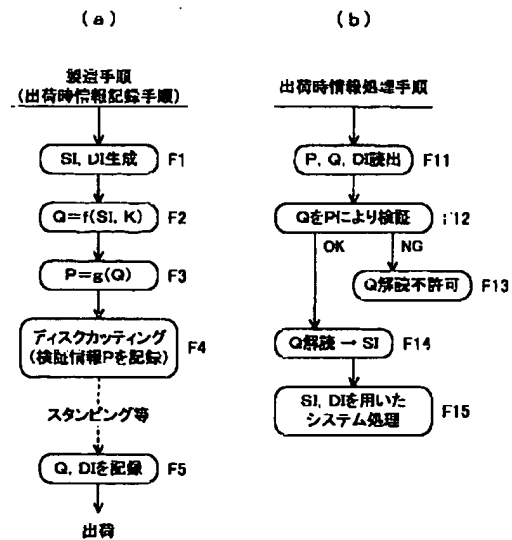 (a)
製造手順
(出荷時情報記録手順)
SI, DI生成
F1
Q=f(SI, K)
F2
P=g(Q)
F3
ディスクカッティング
(検証情報Pを記録)
F4
スタンピング等
Q, DIを記録
F5
出荷
(b)
出荷時情報処理手順
P, Q, DI読出
F11
QをPにより検証
F12
OK
NG
Q解読不許可
F13
Q解読 → SI
F14
SI, DIを用いた
システム処理
F15